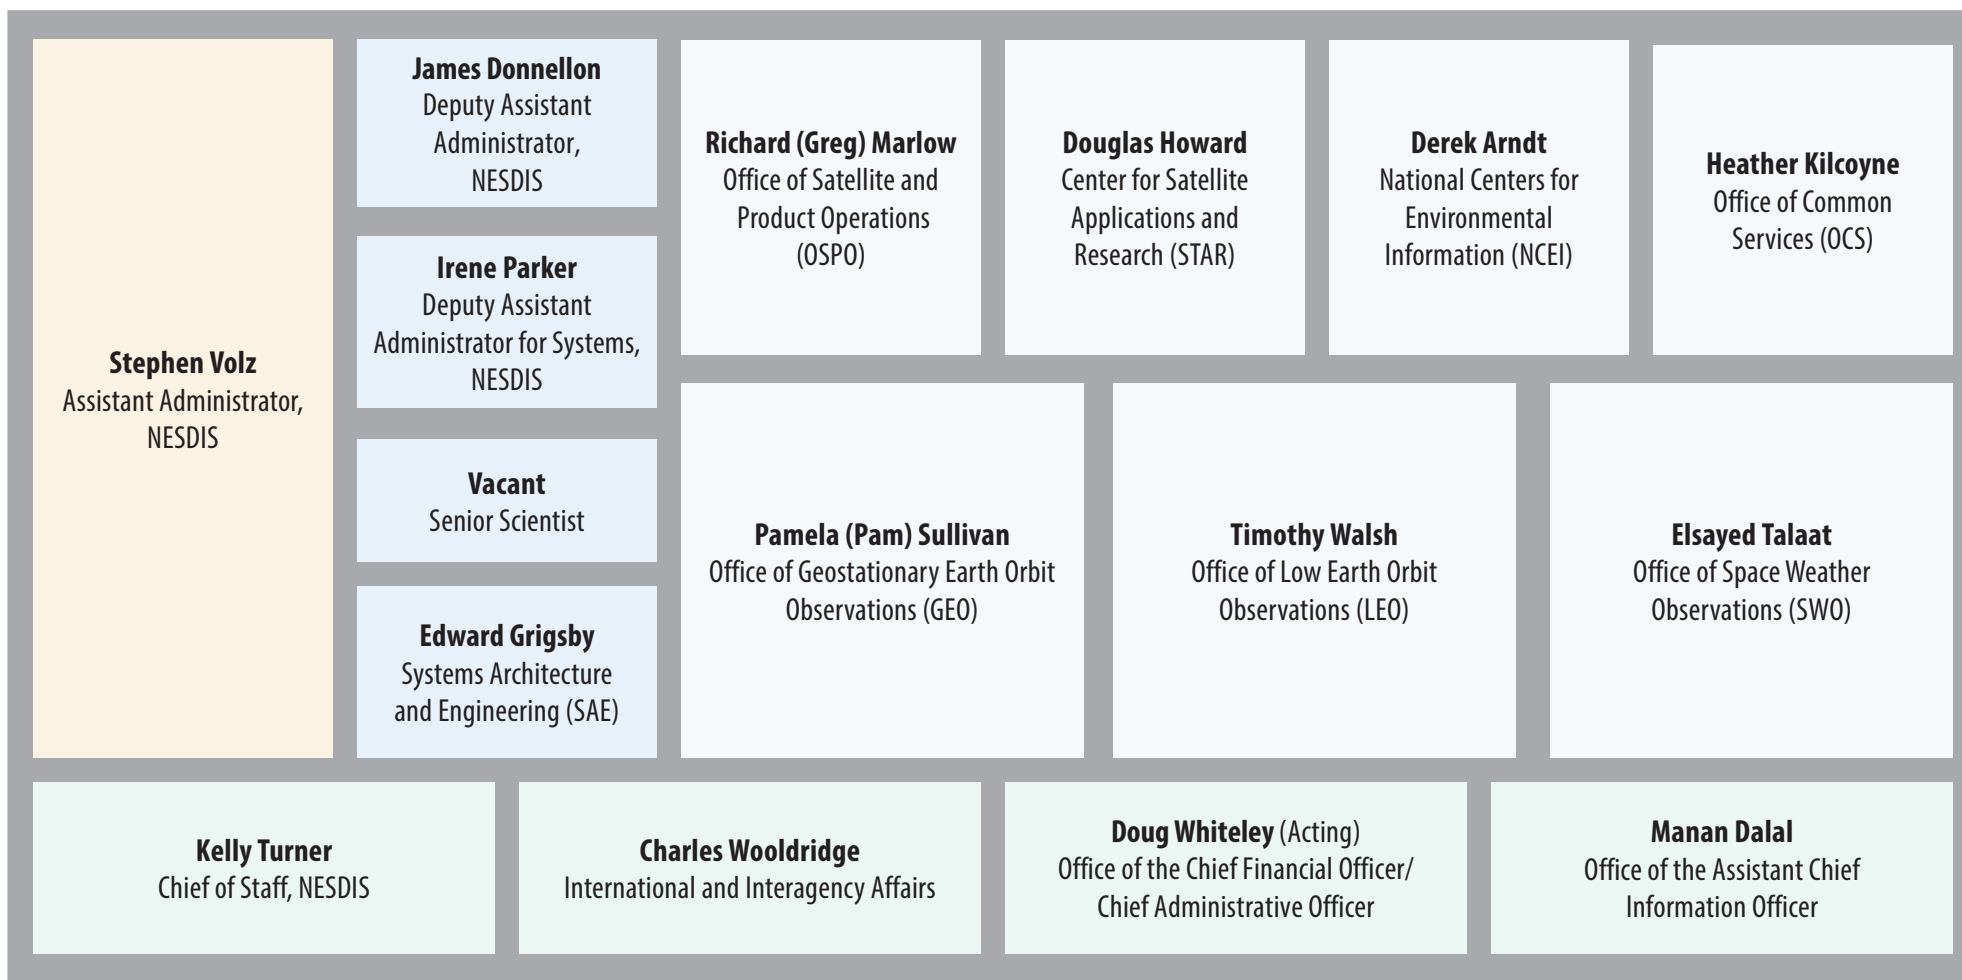 Stephen Volz
Assistant Administrator,
NESDIS
James Donnellon
Deputy Assistant
Administrator,
NESDIS
Irene Parker
Deputy Assistant
Administrator for Systems,
NESDIS
Vacant
Senior Scientist
Edward Grigsby
Systems Architecture
and Engineering (SAE)
Richard (Greg) Marlow
Office of Satellite and
Product Operations
(OSPO)
Douglas Howard
Center for Satellite
Applications and
Research (STAR)
Derek Arndt
National Centers for
Environmental
Information (NCEI)
Heather Kilcoyne
Office of Common
Services (OCS)
Pamela (Pam) Sullivan
Office of Geostationary Earth Orbit
Observations (GEO)
Timothy Walsh
Office of Low Earth Orbit
Observations (LEO)
Elsayed Talaat
Office of Space Weather
Observations (SWO)
Kelly Turner
Chief of Staff, NESDIS
Charles Wooldridge
International and Interagency Affairs
Doug Whiteley (Acting)
Office of the Chief Financial Officer/
Chief Administrative Officer
Manan Dalal
Office of the Assistant Chief
Information Officer